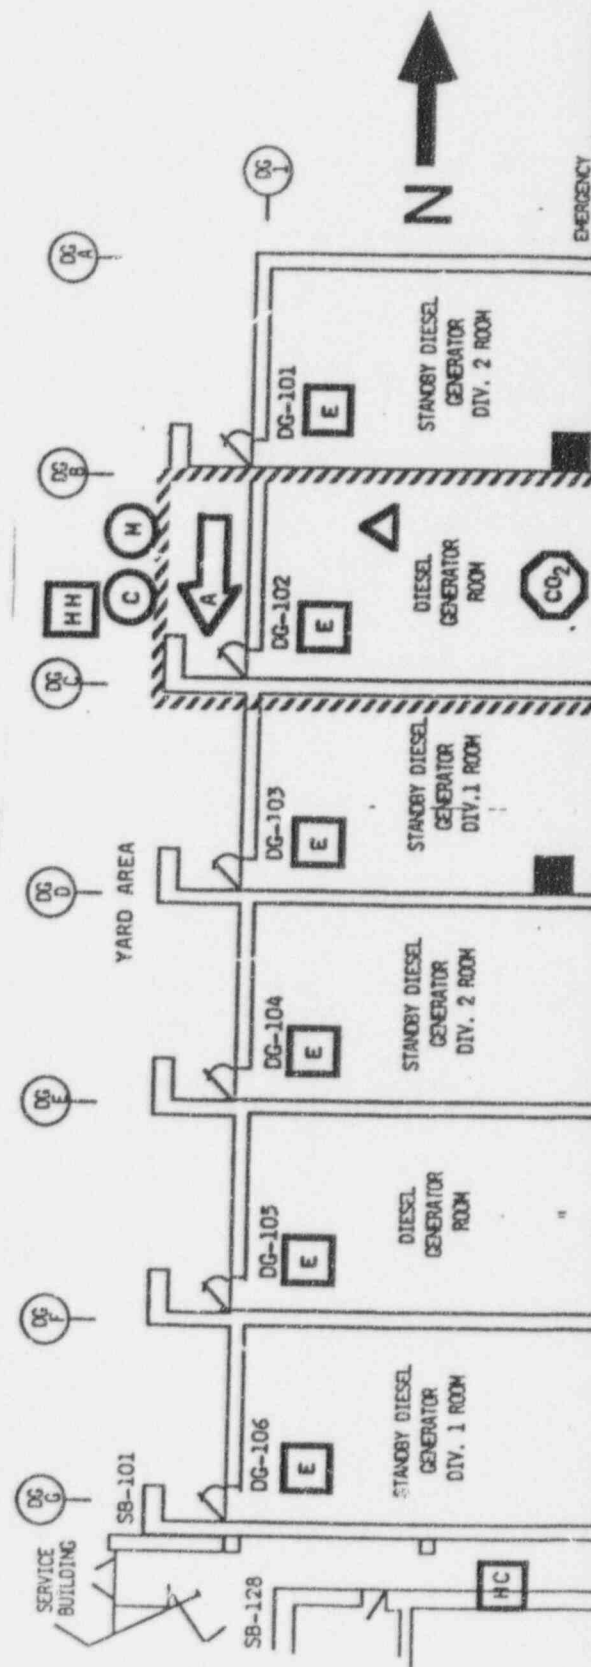 SERVICE
BUILDING
DG
G
DG
F
DG
E
DG
D
DG
C
DG
B
DG
A
HH
C
M
YARD AREA
SB-101
A
DG
1
SB-128
DG-106
DG-105
DG-104
DG-103
DG-102
DG-101
E
E
E
E
E
E
STANDBY DIESEL
GENERATOR
DIV. 1 ROOM
DIESEL
GENERATOR
ROOM
STANDBY DIESEL
GENERATOR
DIV. 2 ROOM
STANDBY DIESEL
GENERATOR
DIV.1 ROOM
DIESEL
GENERATOR
ROOM
STANDBY DIESEL
GENERATOR
DIV. 2 ROOM
N
HC
CO2
EMERGENCY